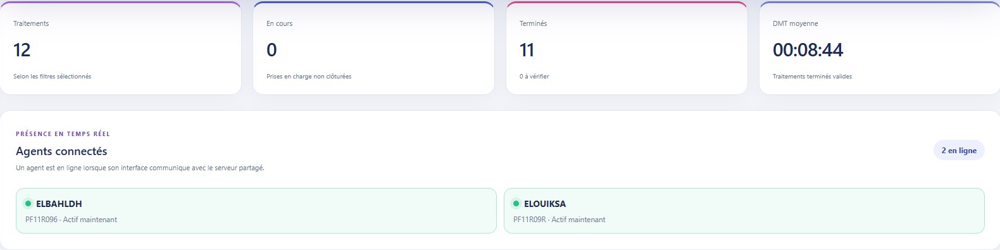 Traitements
12
Selon les filtres sélectionnés
En cours
0
Prises en charge non clôturées
Terminés
11
0 à vérifier
DMT moyenne
00:08:44
Traitements terminés valides
PRÉSENCE EN TEMPS RÉEL
Agents connectés
Un agent est en ligne lorsque son interface communique avec le serveur partagé.
2 en ligne
ELBAHLDH
PF11R096 · Actif maintenant
ELOUIKSA
PF11R09R · Actif maintenant